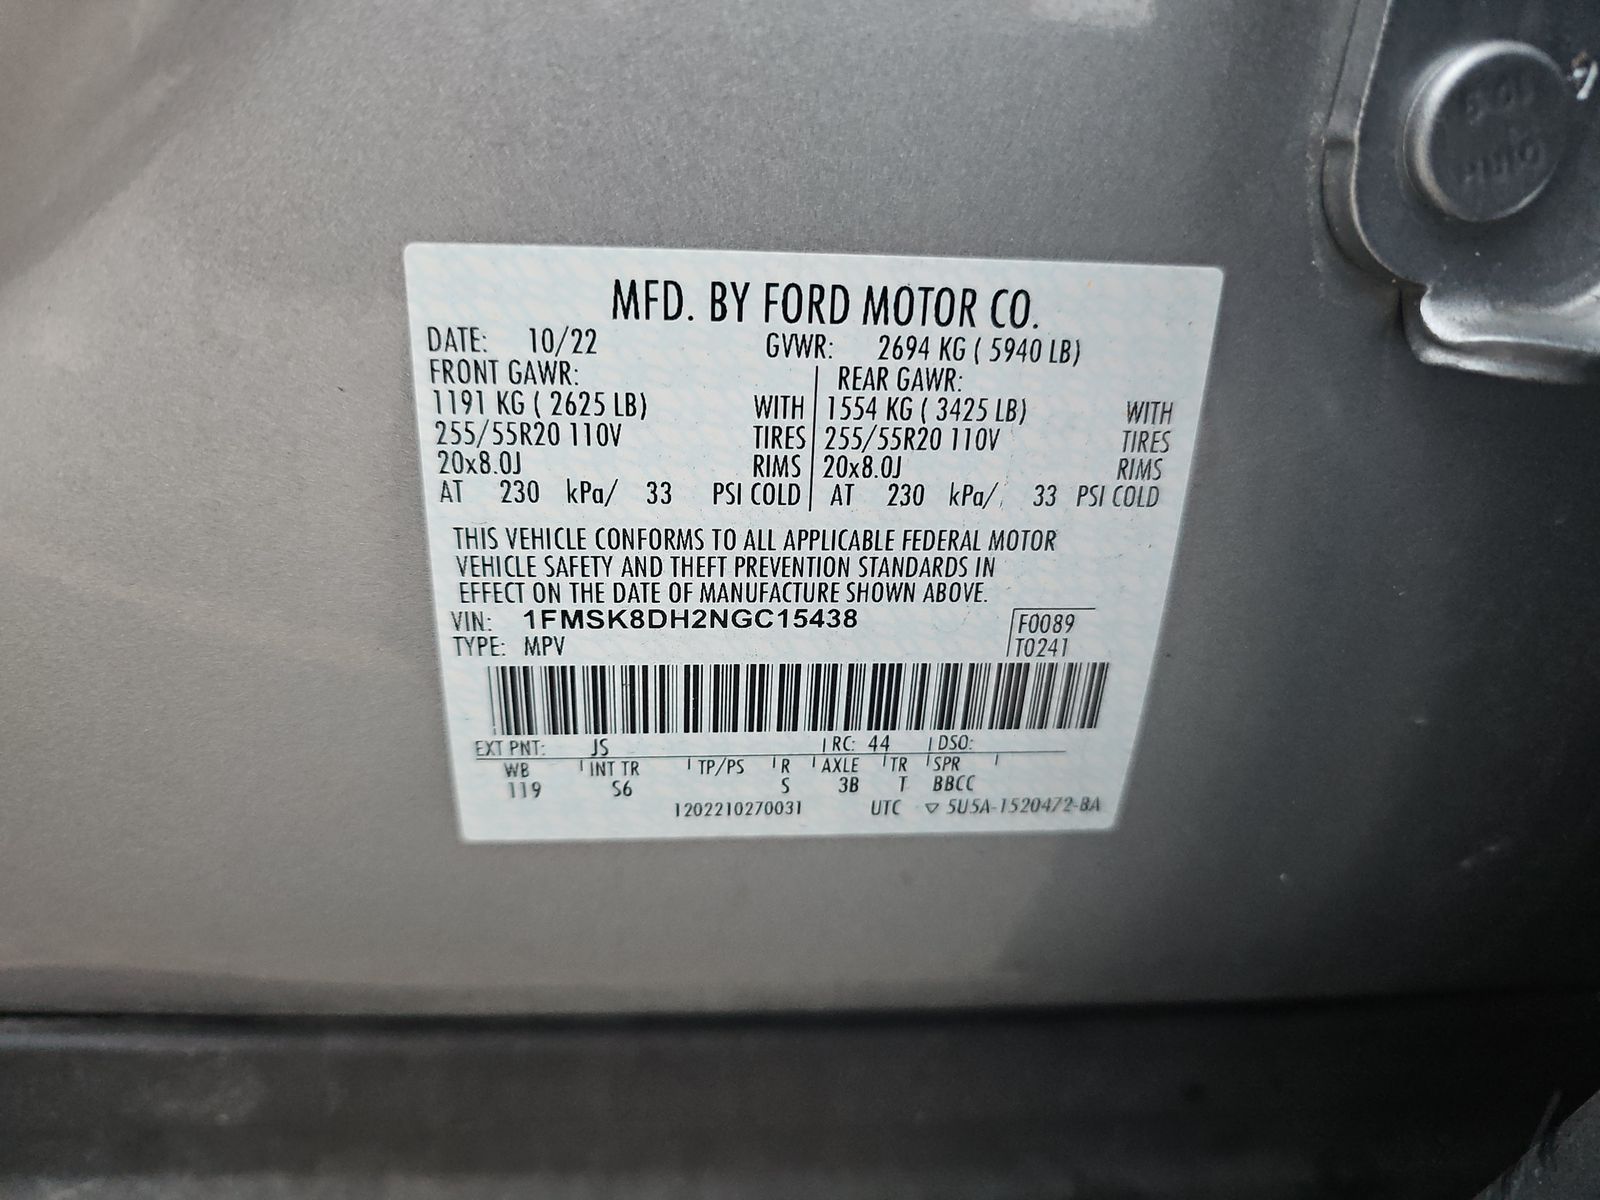 MFD. BY FORD MOTOR CO.
DATE: 10/22 GVWR: 2694 KG ( 5940 LB)
FRONT GAWR: REAR GAWR:
1191 KG ( 2625 LB) WITH 1554 KG ( 3425 LB) WITH
255/55R20 110V TIRES 255/55R20 110V TIRES
20x8.0J RIMS 20x8.0J RIMS
AT 230 kPa/ 33 PSI COLD AT 230 kPa/ 33 PSI COLD
THIS VEHICLE CONFORMS TO ALL APPLICABLE FEDERAL MOTOR
VEHICLE SAFETY AND THEFT PREVENTION STANDARDS IN
EFFECT ON THE DATE OF MANUFACTURE SHOWN ABOVE.
VIN: 1FMSK8DH2NGC15438 F0089
TYPE: MPV T0241
EXT PNT: JS RC: 44 DSO:
WB INT TR TP/PS R AXLE TR SPR
119 S6 S 3B T BBCC
1202210270031 UTC ▽ 5U5A-1520472-BA